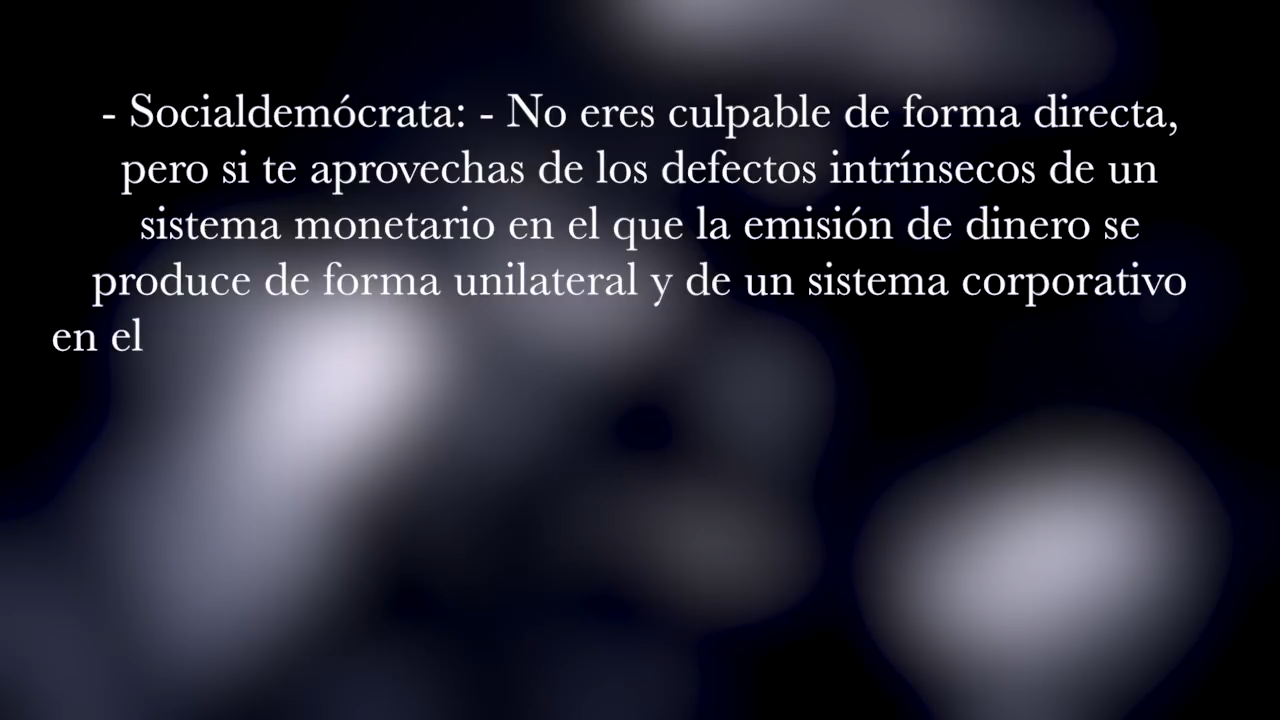 - Socialdemócrata: - No eres culpable de forma directa,
pero si te aprovechas de los defectos intrínsecos de un
sistema monetario en el que la emisión de dinero se
produce de forma unilateral y de un sistema corporativo
en el